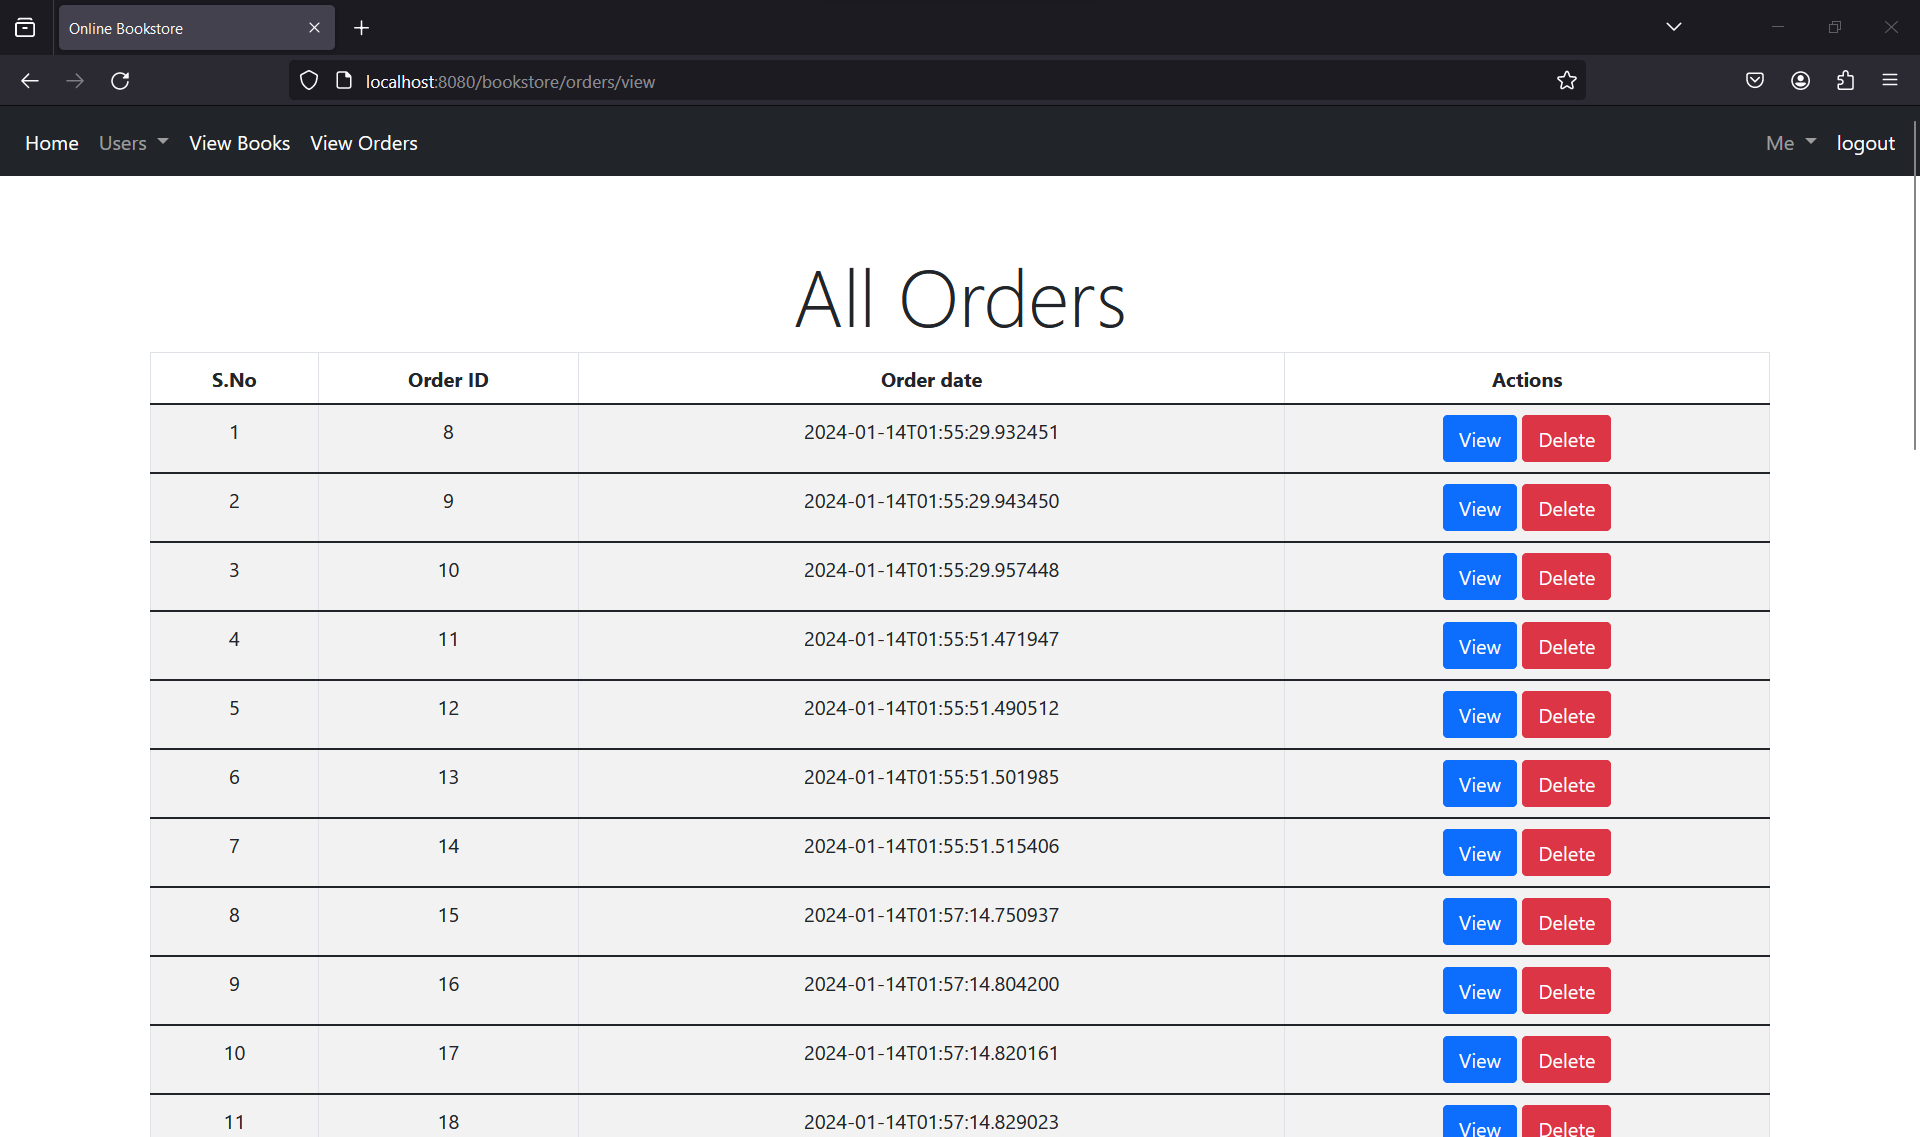 Online Bookstore
localhost:8080/bookstore/orders/view
Home Users View Books View Orders Me logout
All Orders
S.No Order ID Order date Actions
1 8 2024-01-14T01:55:29.932451 View Delete
2 9 2024-01-14T01:55:29.943450 View Delete
3 10 2024-01-14T01:55:29.957448 View Delete
4 11 2024-01-14T01:55:51.471947 View Delete
5 12 2024-01-14T01:55:51.490512 View Delete
6 13 2024-01-14T01:55:51.501985 View Delete
7 14 2024-01-14T01:55:51.515406 View Delete
8 15 2024-01-14T01:57:14.750937 View Delete
9 16 2024-01-14T01:57:14.804200 View Delete
10 17 2024-01-14T01:57:14.820161 View Delete
11 18 2024-01-14T01:57:14.829023 View Delete